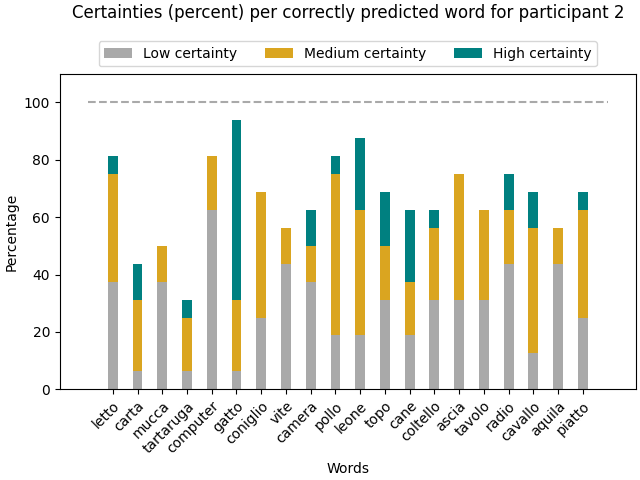 Certainties (percent) per correctly predicted word for participant 2
Low certainty Medium certainty High certainty
100
80
60
40
20
0
Percentage
letto carta mucca tartaruga computer gatto coniglio vite camera pollo leone topo cane coltello ascia tavolo radio cavallo aquila piatto
Words